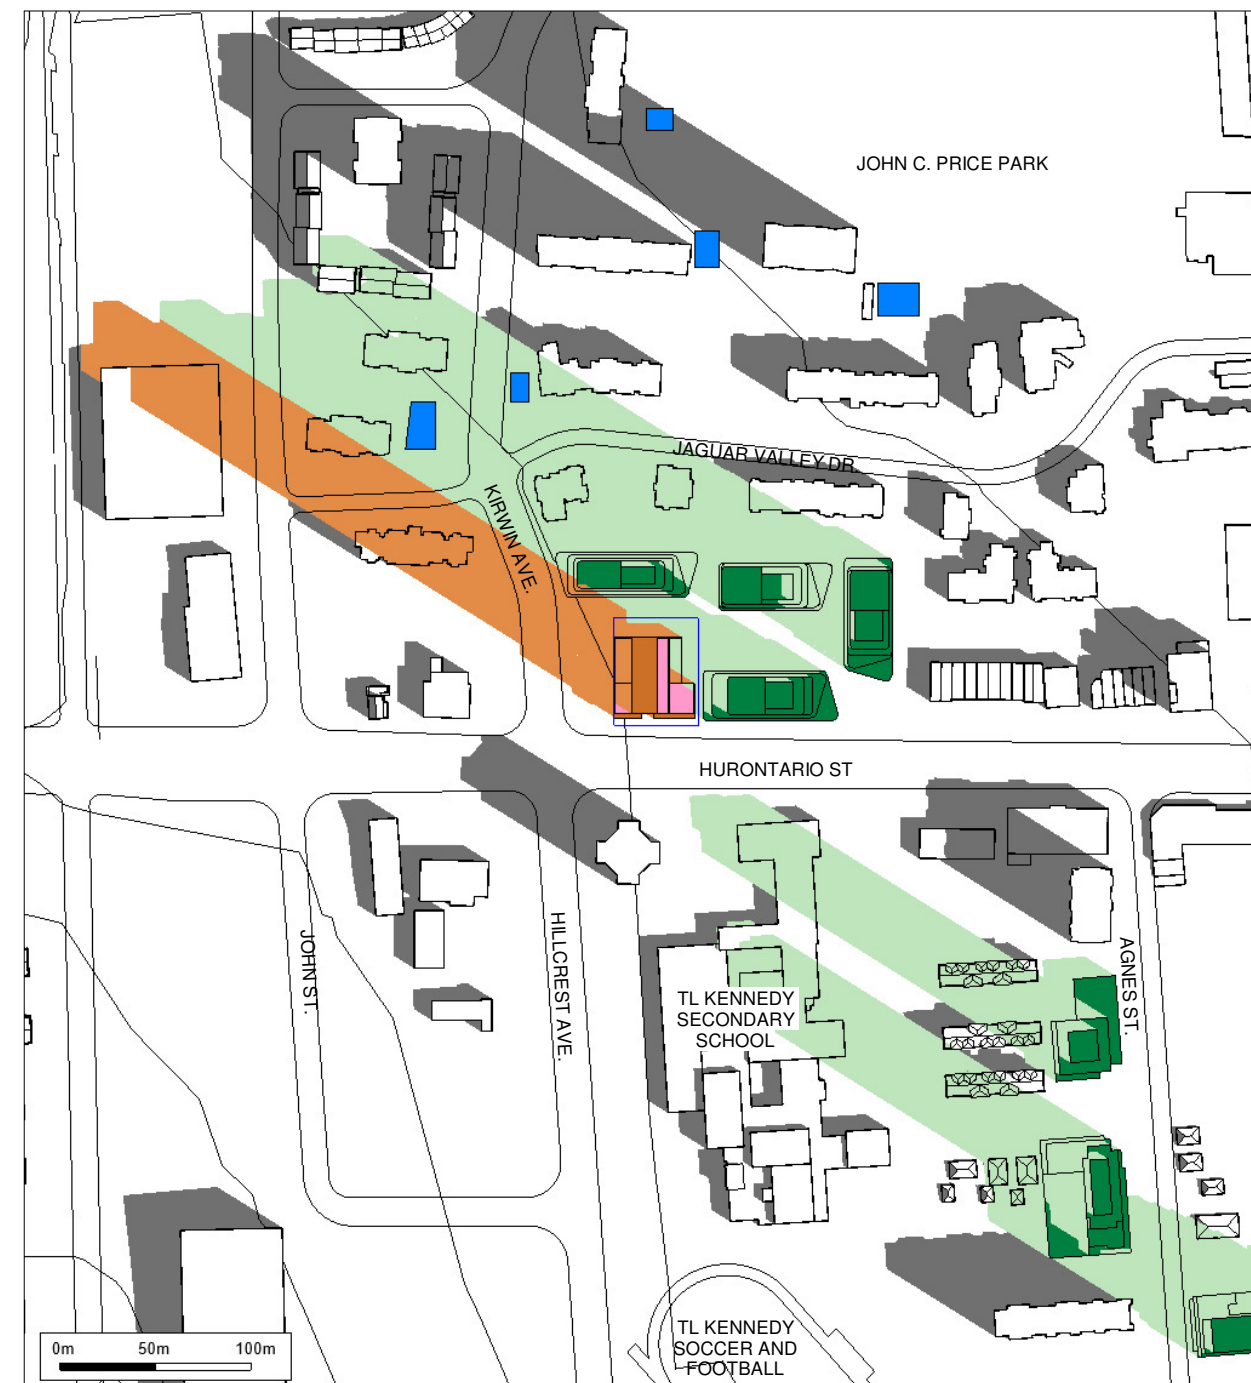 JOHN C. PRICE PARK
JAGUAR VALLEY DR
KIRWIN AVE.
HURONTARIO ST
JOHN ST.
HILLCREST AVE.
AGNES ST.
TL KENNEDY
SECONDARY
SCHOOL
TL KENNEDY
SOCCER AND
FOOTBALL
0m 50m 100m